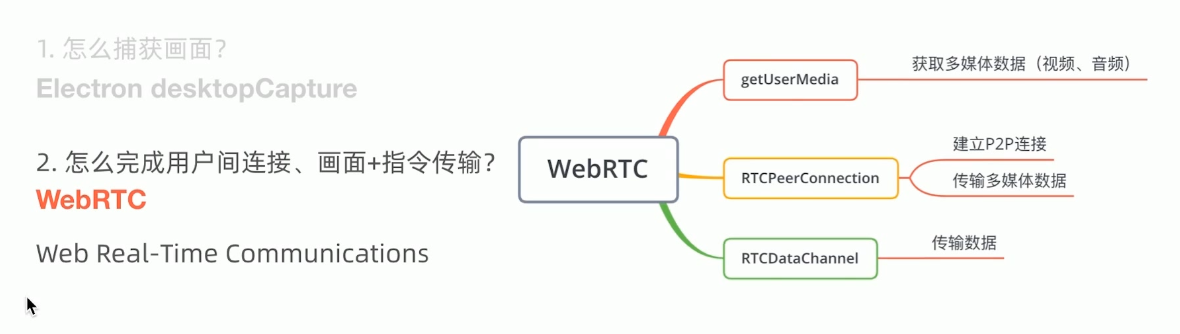 1. 怎么捕获画面？
Electron desktopCapture
2. 怎么完成用户间连接、画面+指令传输？
WebRTC
Web Real-Time Communications
WebRTC
getUserMedia
获取多媒体数据（视频、音频）
RTCPeerConnection
建立P2P连接
传输多媒体数据
RTCDataChannel
传输数据